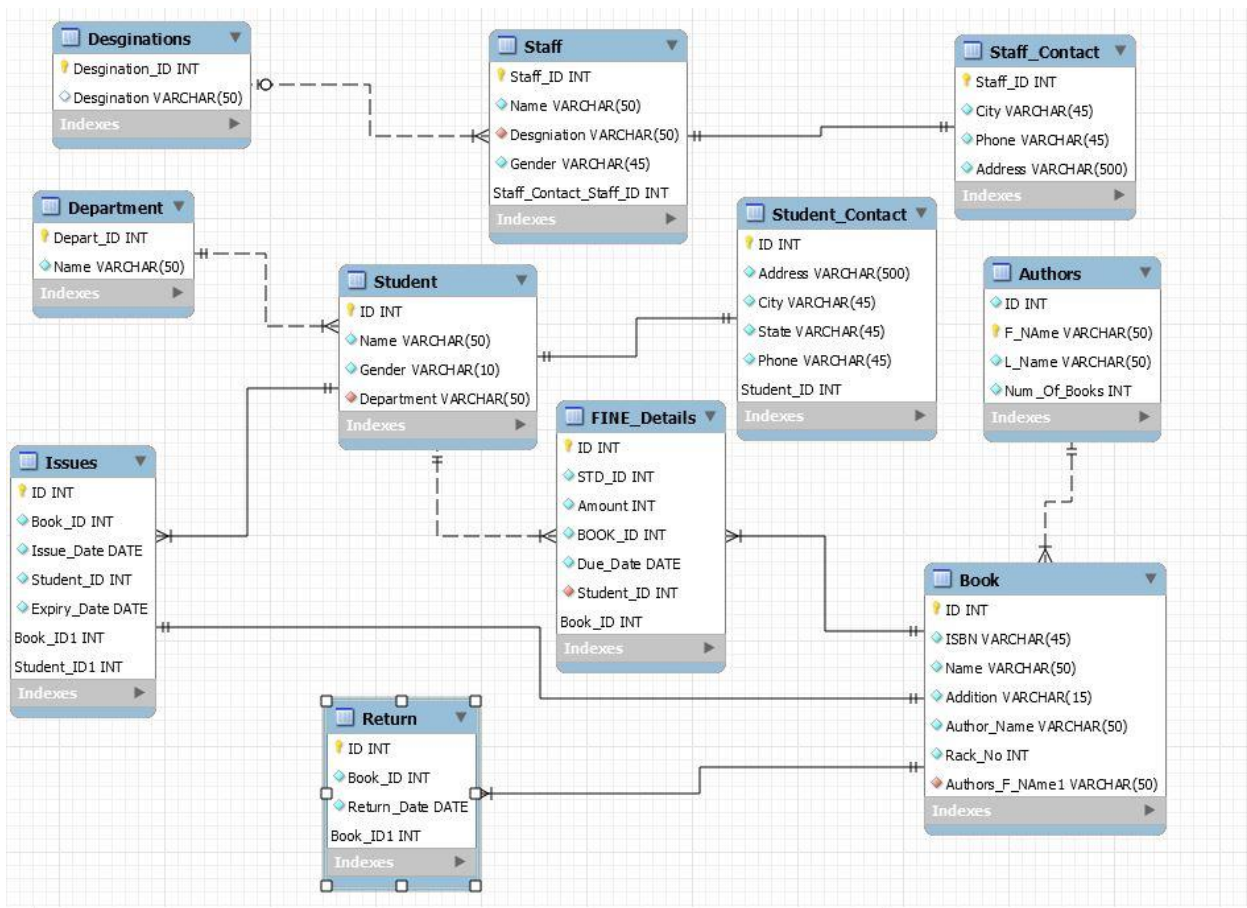 Desginations
Desgination_ID INT
Desgination VARCHAR(50)
Indexes
Staff
Staff_ID INT
Name VARCHAR(50)
Desgniation VARCHAR(50)
Gender VARCHAR(45)
Staff_Contact_Staff_ID INT
Indexes
Staff_Contact
Staff_ID INT
City VARCHAR(45)
Phone VARCHAR(45)
Address VARCHAR(500)
Indexes
Department
Depart_ID INT
Name VARCHAR(50)
Indexes
Student
ID INT
Name VARCHAR(50)
Gender VARCHAR(10)
Department VARCHAR(50)
Indexes
Student_Contact
ID INT
Address VARCHAR(500)
City VARCHAR(45)
State VARCHAR(45)
Phone VARCHAR(45)
Student_ID INT
Indexes
Authors
ID INT
F_NAme VARCHAR(50)
L_Name VARCHAR(50)
Num_Of_Books INT
Indexes
Issues
ID INT
Book_ID INT
Issue_Date DATE
Student_ID INT
Expiry_Date DATE
Book_ID1 INT
Student_ID1 INT
Indexes
FINE_Details
ID INT
STD_ID INT
Amount INT
BOOK_ID INT
Due_Date DATE
Student_ID INT
Book_ID INT
Indexes
Book
ID INT
ISBN VARCHAR(45)
Name VARCHAR(50)
Addition VARCHAR(15)
Author_Name VARCHAR(50)
Rack_No INT
Authors_F_NAme1 VARCHAR(50)
Indexes
Return
ID INT
Book_ID INT
Return_Date DATE
Book_ID1 INT
Indexes